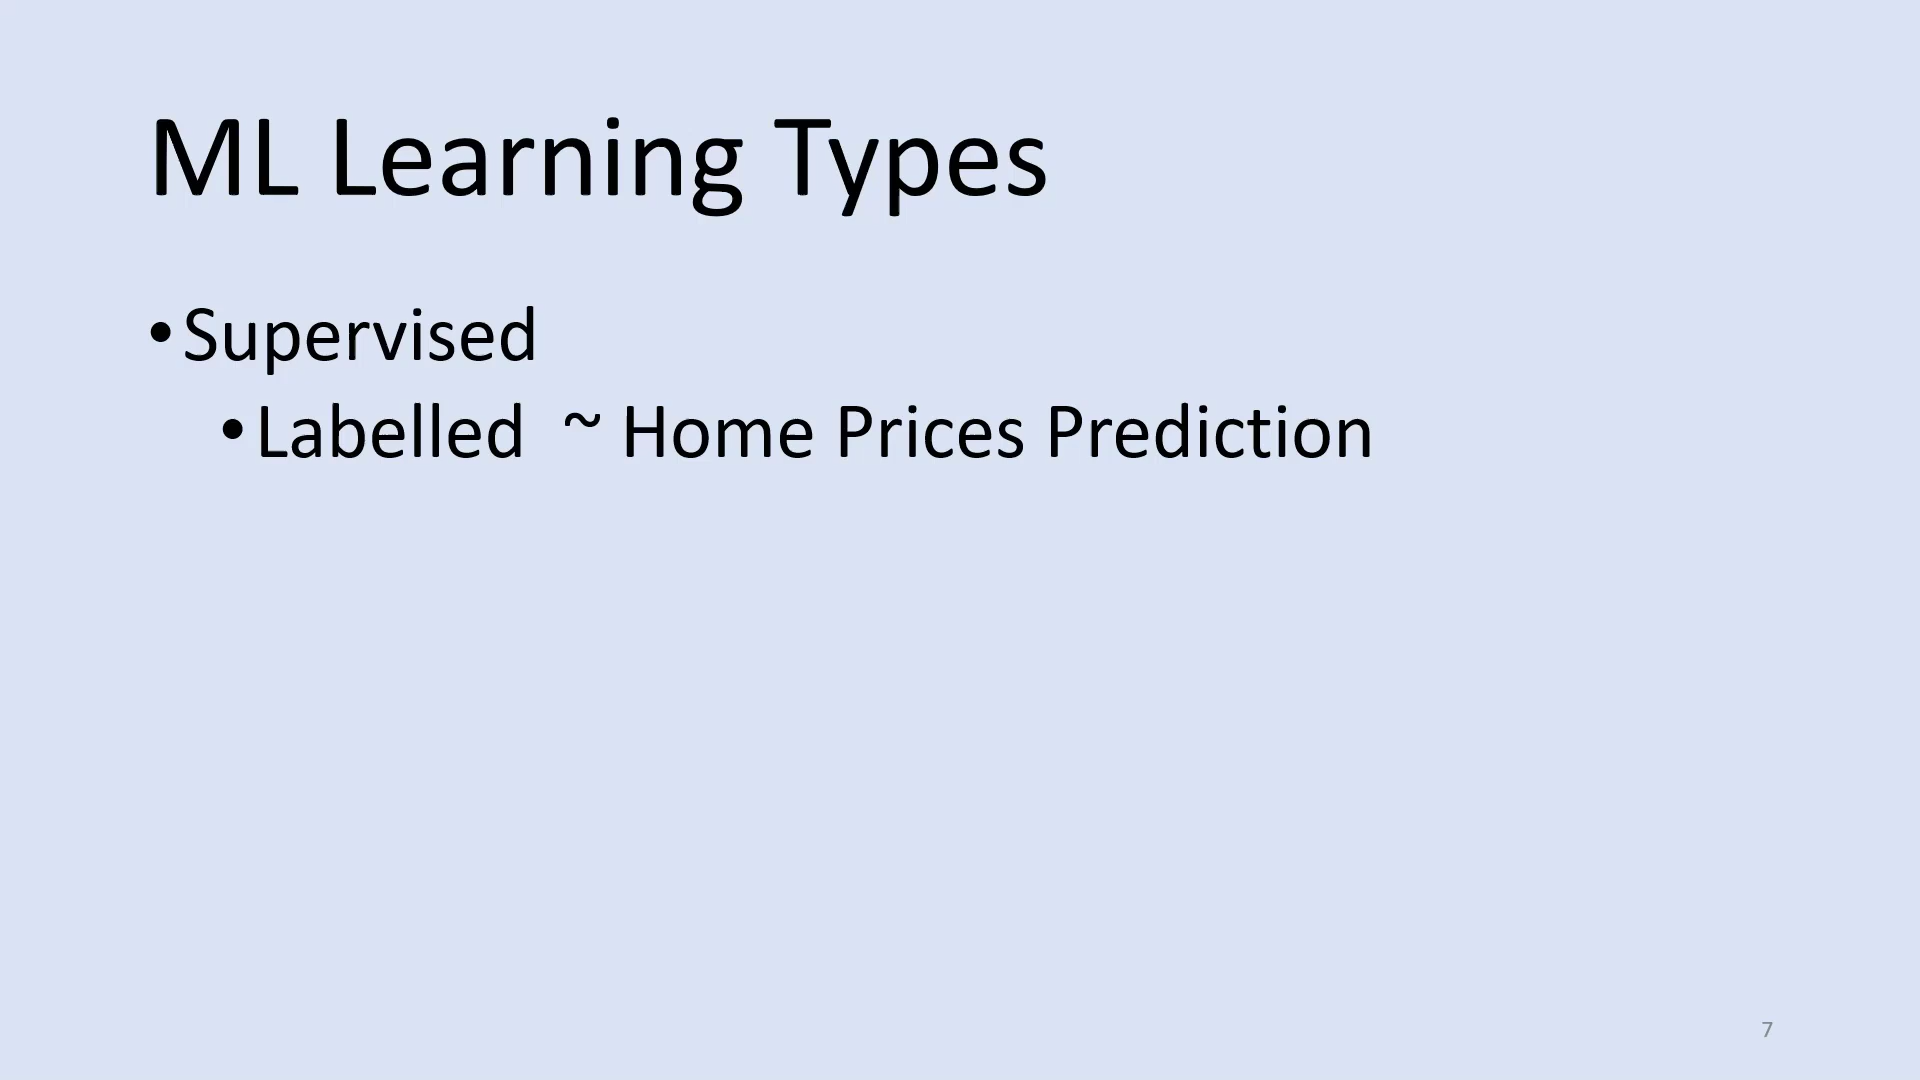 ML Learning Types
•Supervised
•Labelled  ~ Home Prices Prediction
7